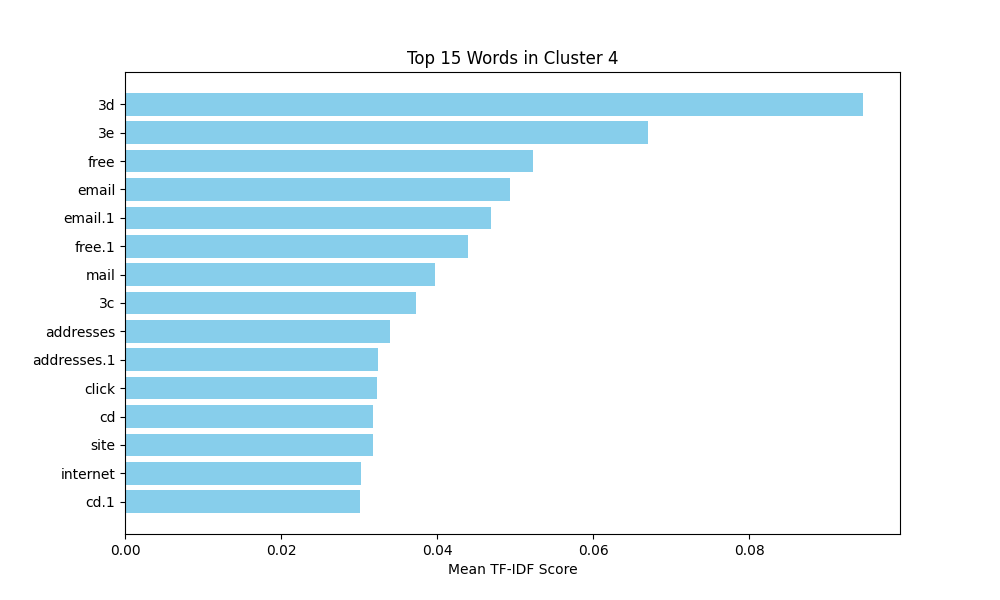 Top 15 Words in Cluster 4
3d
3e
free
email
email.1
free.1
mail
3c
addresses
addresses.1
click
cd
site
internet
cd.1
0.00 0.02 0.04 0.06 0.08
Mean TF-IDF Score